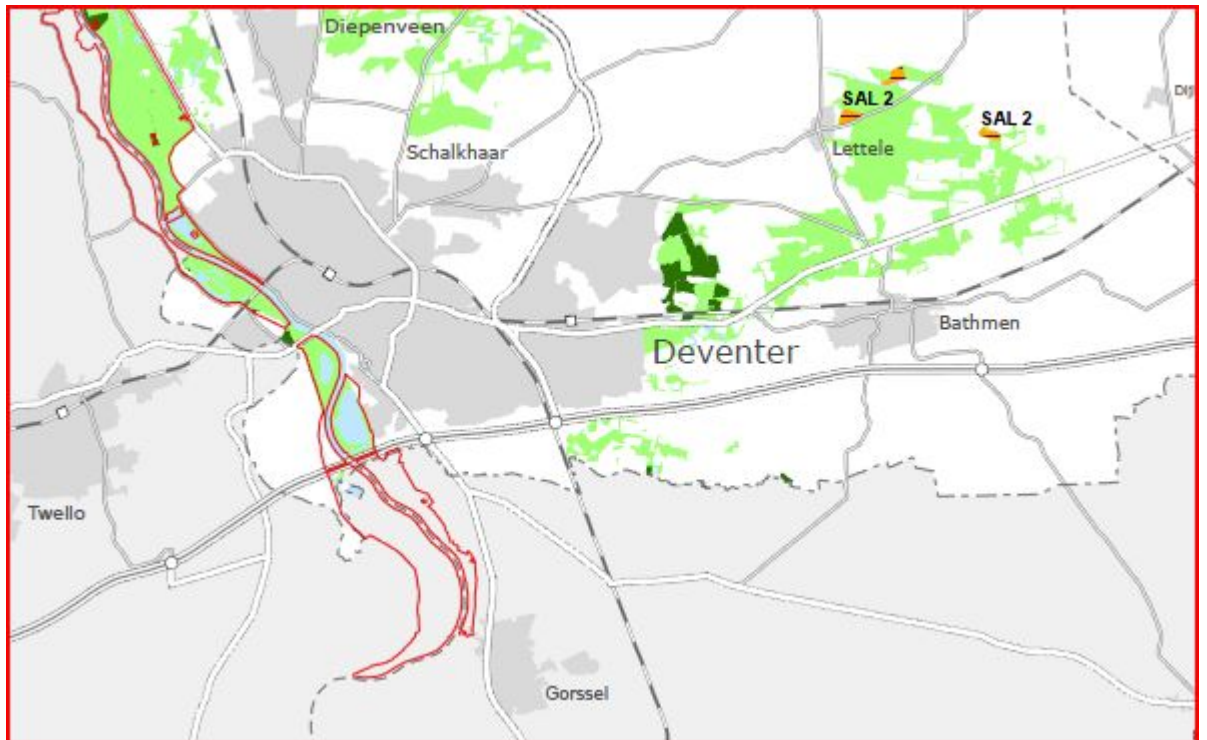 Diepenveen
SAL 2
SAL 2
Schalkhaar
Lettele
Bathmen
Deventer
Twello
Gorssel